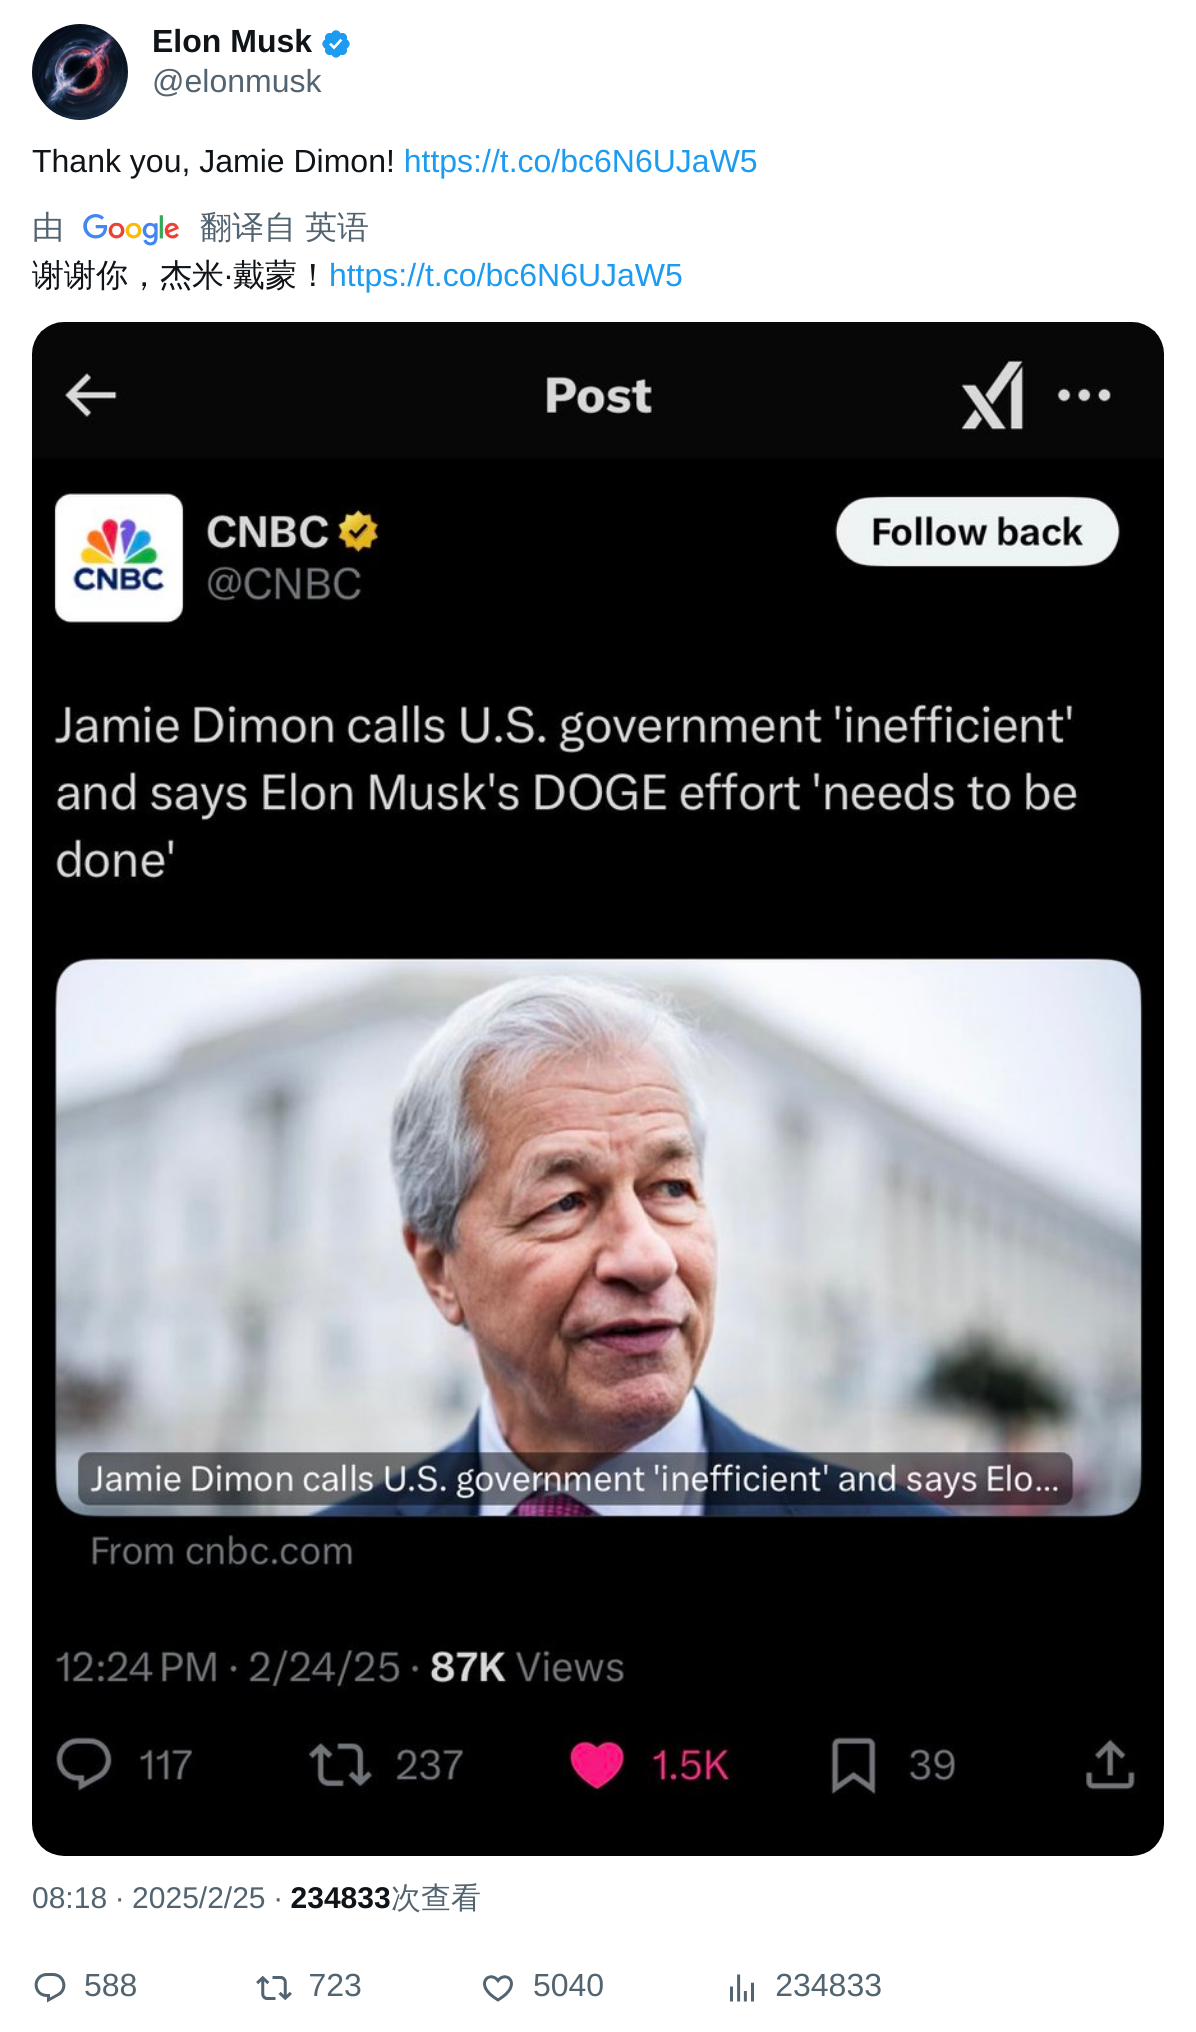 Elon Musk
@elonmusk
Thank you, Jamie Dimon! https://t.co/bc6N6UJaW5
由 Google 翻译自 英语
谢谢你，杰米·戴蒙！https://t.co/bc6N6UJaW5
Post
CNBC
CNBC
@CNBC
Follow back
Jamie Dimon calls U.S. government 'inefficient'
and says Elon Musk's DOGE effort 'needs to be
done'
Jamie Dimon calls U.S. government 'inefficient' and says Elo...
From cnbc.com
12:24 PM · 2/24/25 · 87K Views
117 237 1.5K 39
08:18 · 2025/2/25 · 234833次查看
588 723 5040 234833